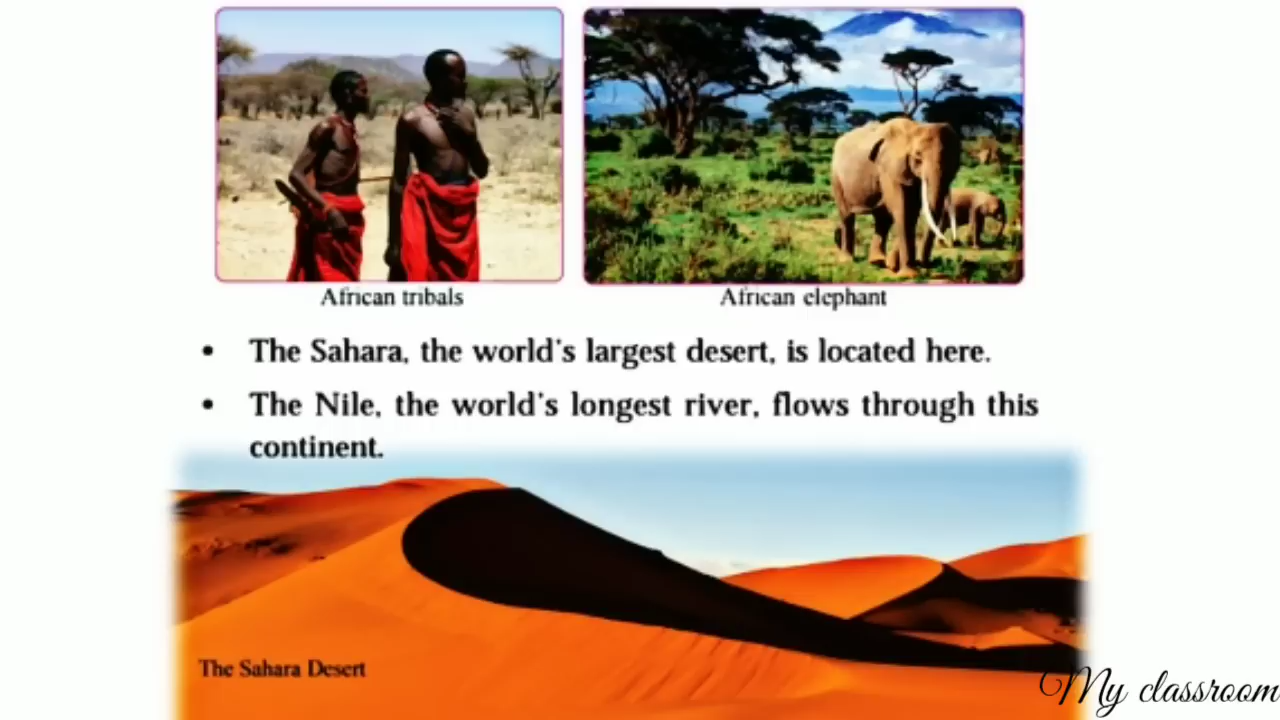 African tribals
African elephant
• The Sahara, the world's largest desert, is located here.
• The Nile, the world's longest river, flows through this
continent.
The Sahara Desert
My classroom